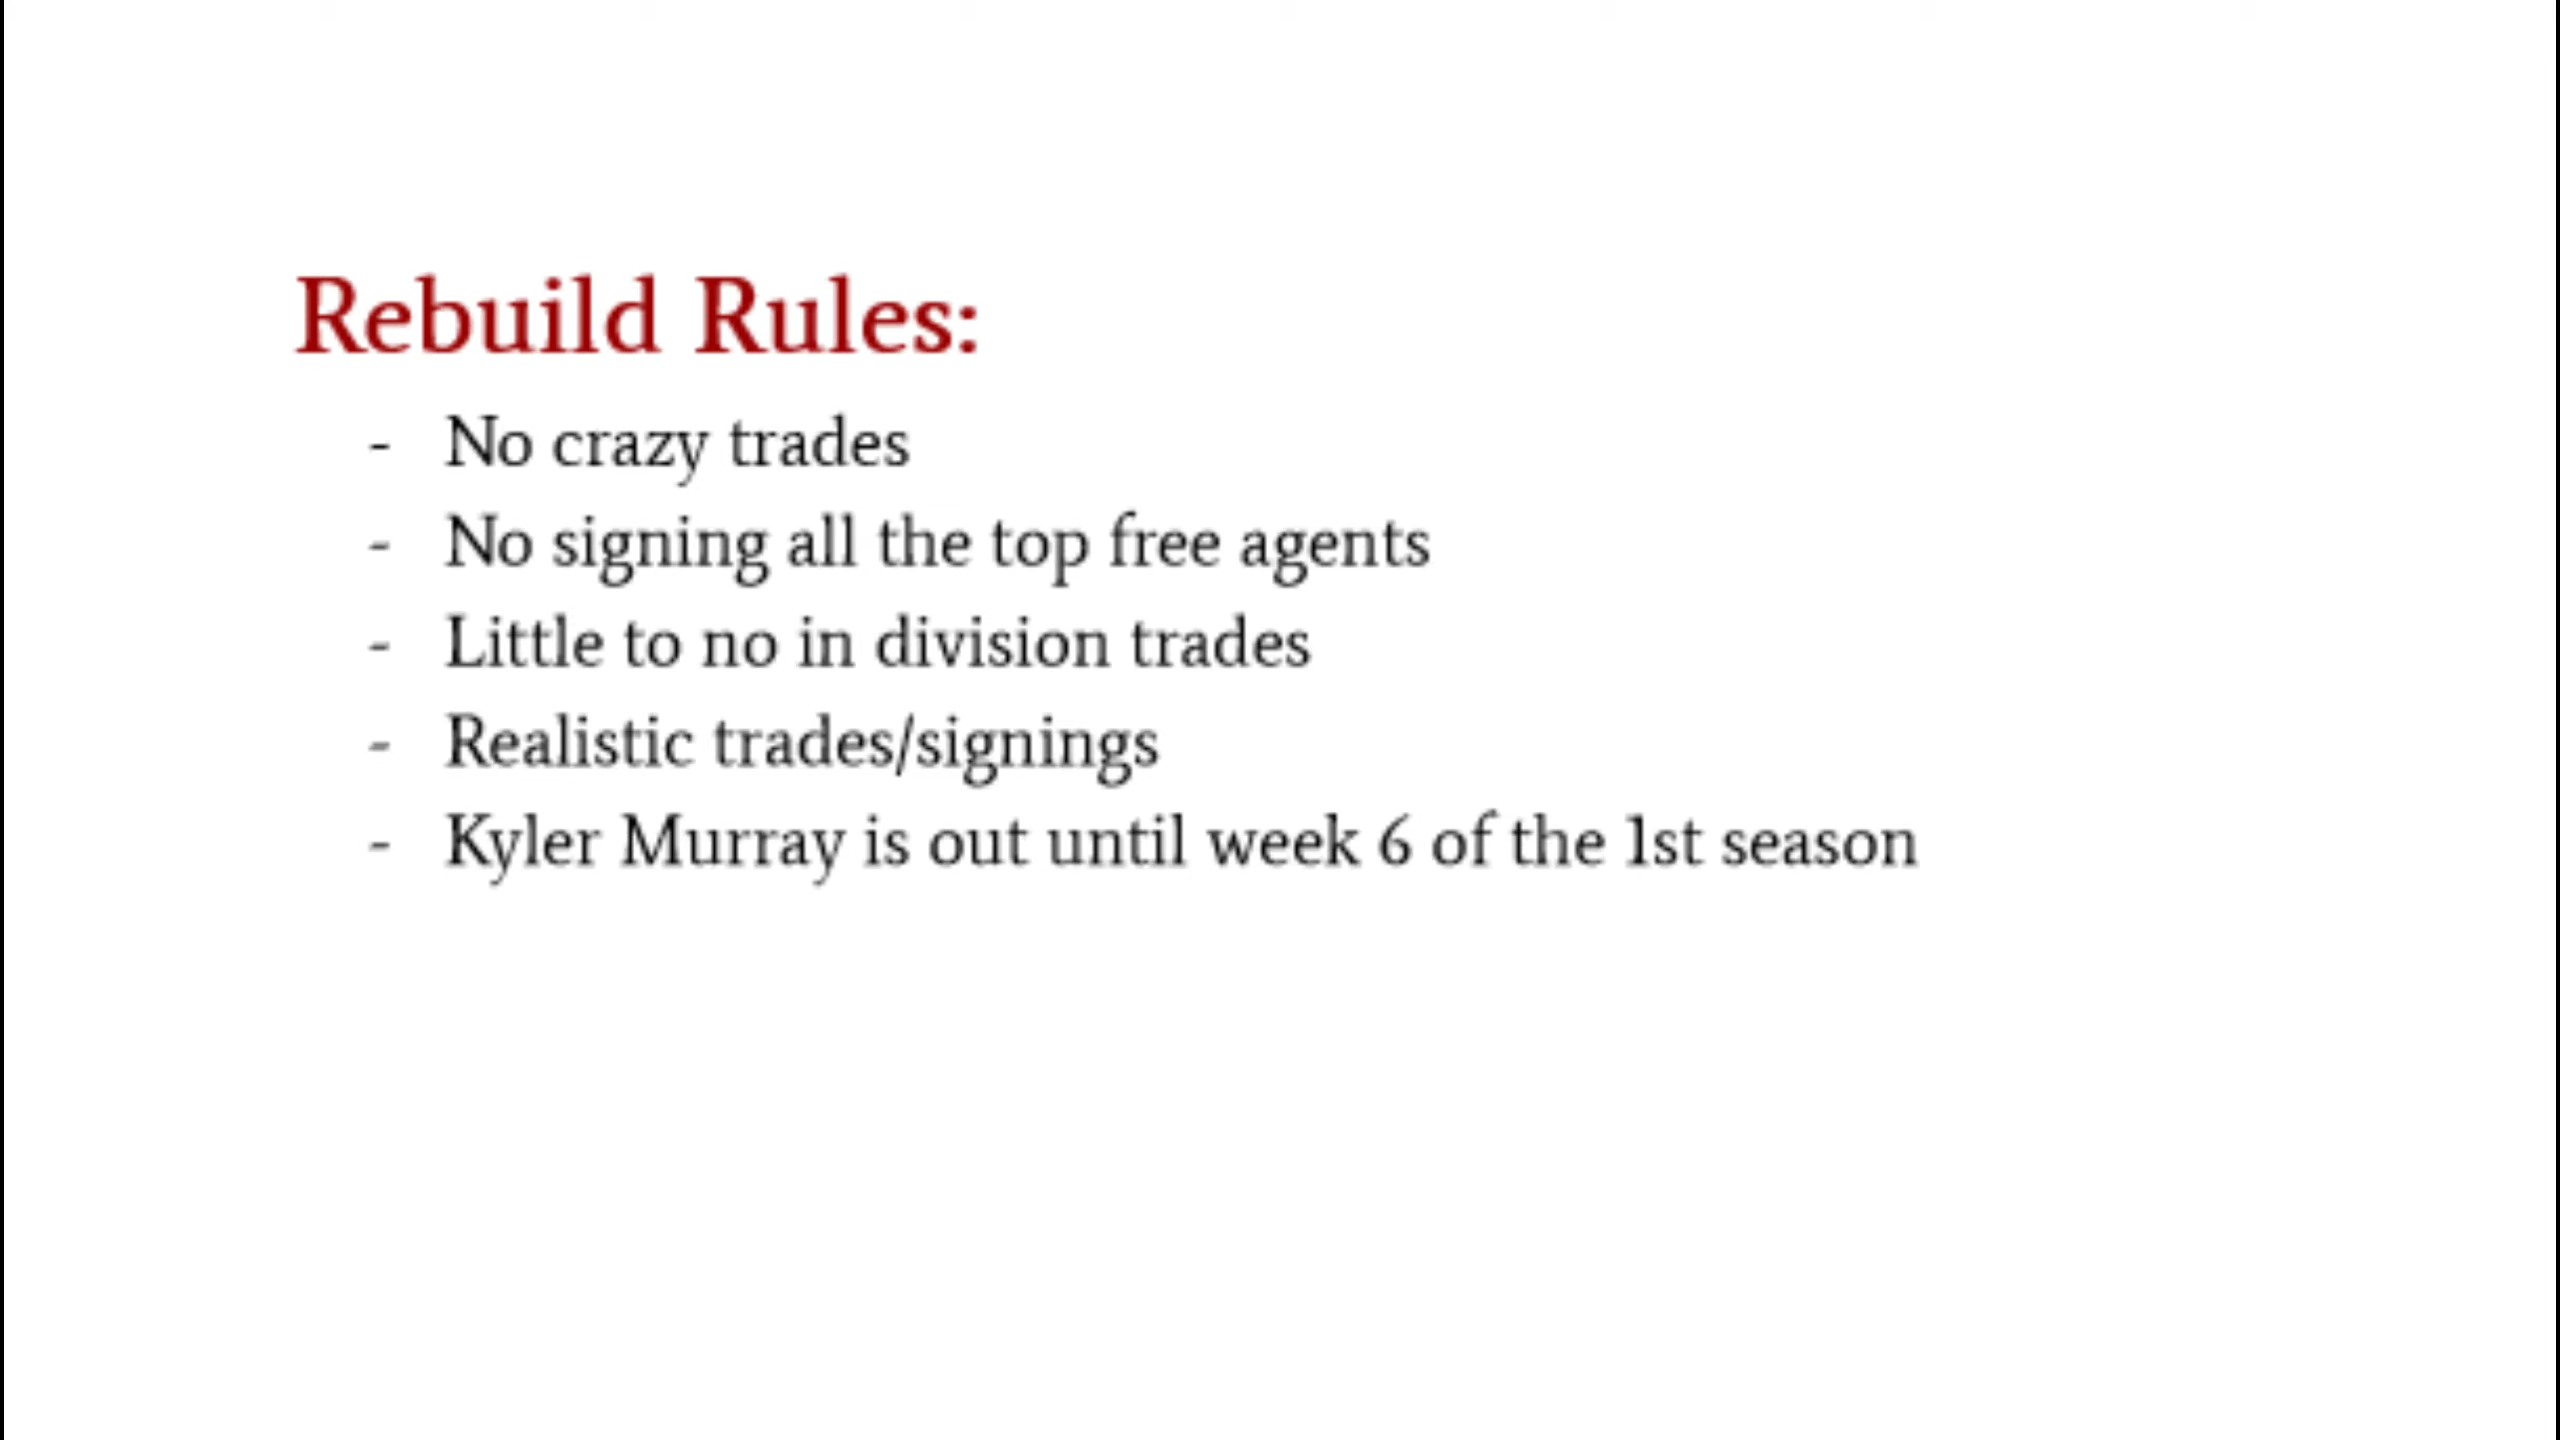 Rebuild Rules:
- No crazy trades
- No signing all the top free agents
- Little to no in division trades
- Realistic trades/signings
- Kyler Murray is out until week 6 of the 1st season